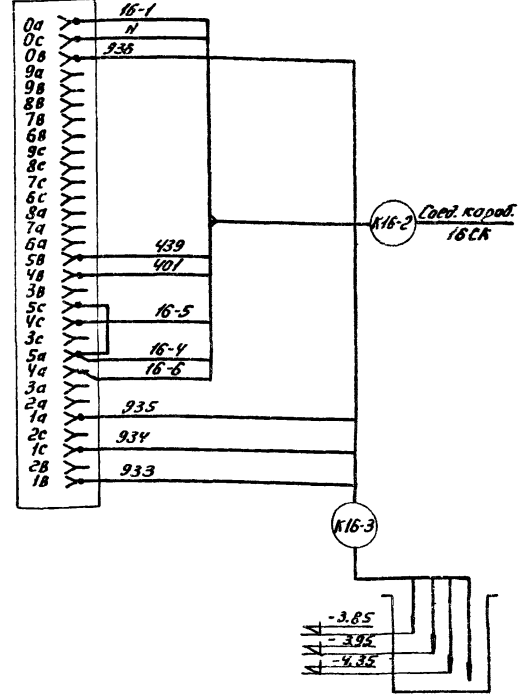 0а 16-1
0с N
0в 938
9а
9в
8в
7в
6в
9с
8с
7с
6с
8а
7а
6а
5в 439
4в 401
3в
5с
4с 16-5
3с
5а 16-4
4а 16-6
3а
2а
1а 935
2с
1с 934
2в
1в 933
К16-2 Соед. короб.
16СК
К16-3
-3.85
-3.95
-4.35